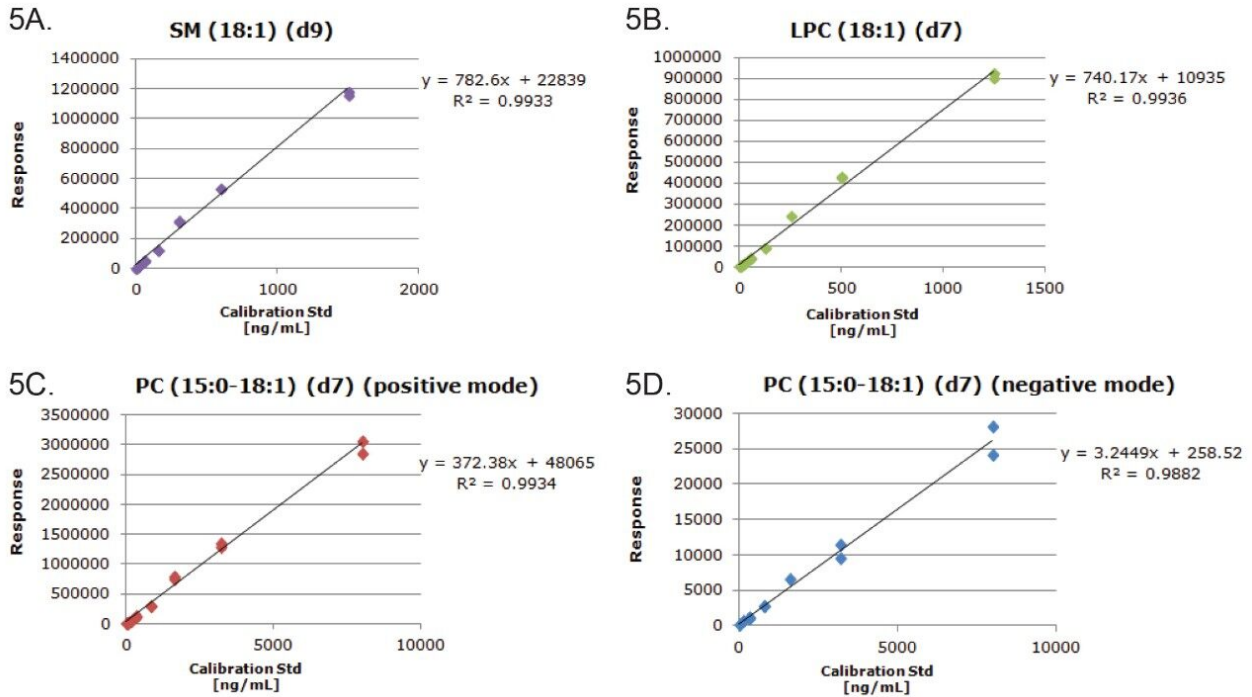 5A.
SM (18:1) (d9)
1400000
1200000
1000000
800000
600000
400000
200000
0
0 1000 2000
Response
Calibration Std
[ng/mL]
y = 782.6x + 22839
R² = 0.9933
5B.
LPC (18:1) (d7)
1000000
900000
800000
700000
600000
500000
400000
300000
200000
100000
0
0 500 1000 1500
Response
Calibration Std
[ng/mL]
y = 740.17x + 10935
R² = 0.9936
5C.
PC (15:0-18:1) (d7) (positive mode)
3500000
3000000
2500000
2000000
1500000
1000000
500000
0
0 5000 10000
Response
Calibration Std
[ng/mL]
y = 372.38x + 48065
R² = 0.9934
5D.
PC (15:0-18:1) (d7) (negative mode)
30000
25000
20000
15000
10000
5000
0
0 5000 10000
Response
Calibration Std
[ng/mL]
y = 3.2449x + 258.52
R² = 0.9882